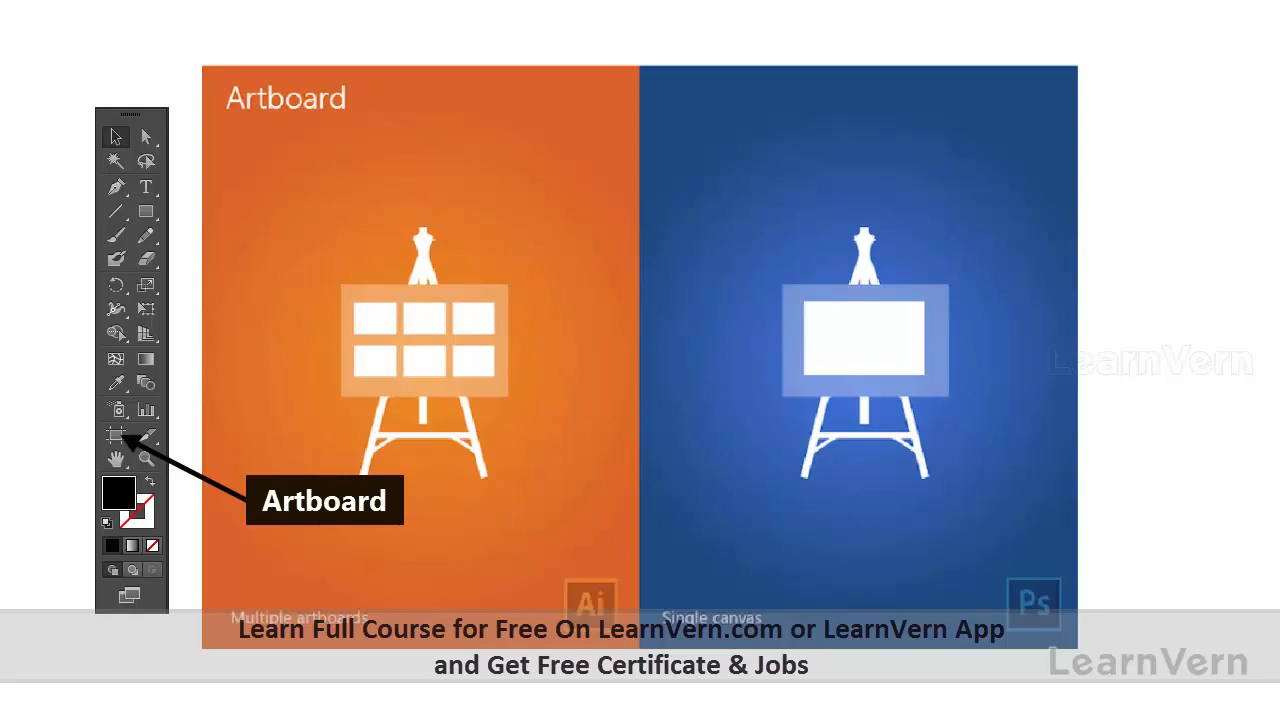 Artboard
LearnVern
Artboard
Ai
Ps
Multiple artboards
Single canvas
Learn Full Course for Free On LearnVern.com or LearnVern App
and Get Free Certificate & Jobs
LearnVern